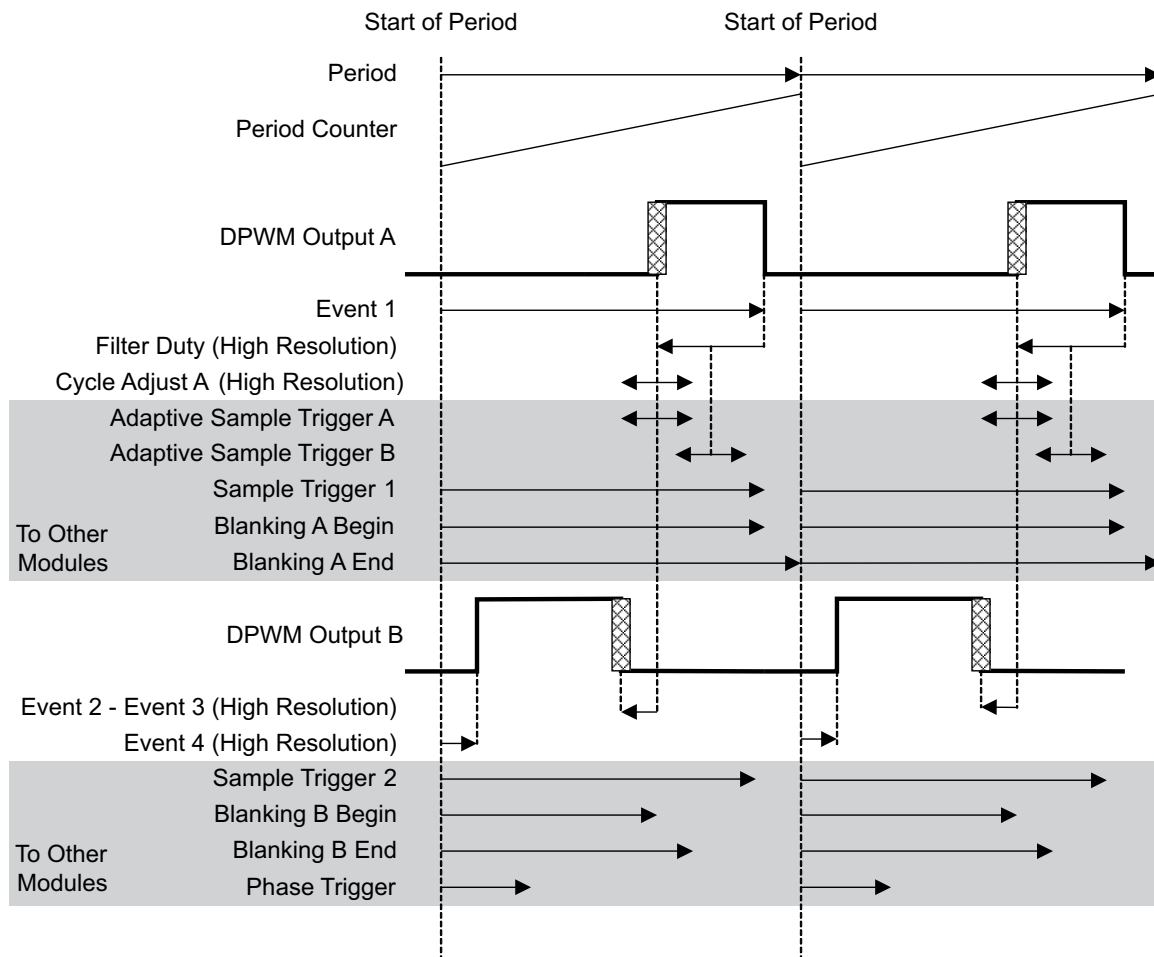 Start of Period
Start of Period
Period
Period Counter
DPWM Output A
Event 1
Filter Duty (High Resolution)
Cycle Adjust A (High Resolution)
Adaptive Sample Trigger A
Adaptive Sample Trigger B
Sample Trigger 1
Blanking A Begin
To Other
Modules
Blanking A End
DPWM Output B
Event 2 - Event 3 (High Resolution)
Event 4 (High Resolution)
Sample Trigger 2
Blanking B Begin
Blanking B End
To Other
Modules
Phase Trigger